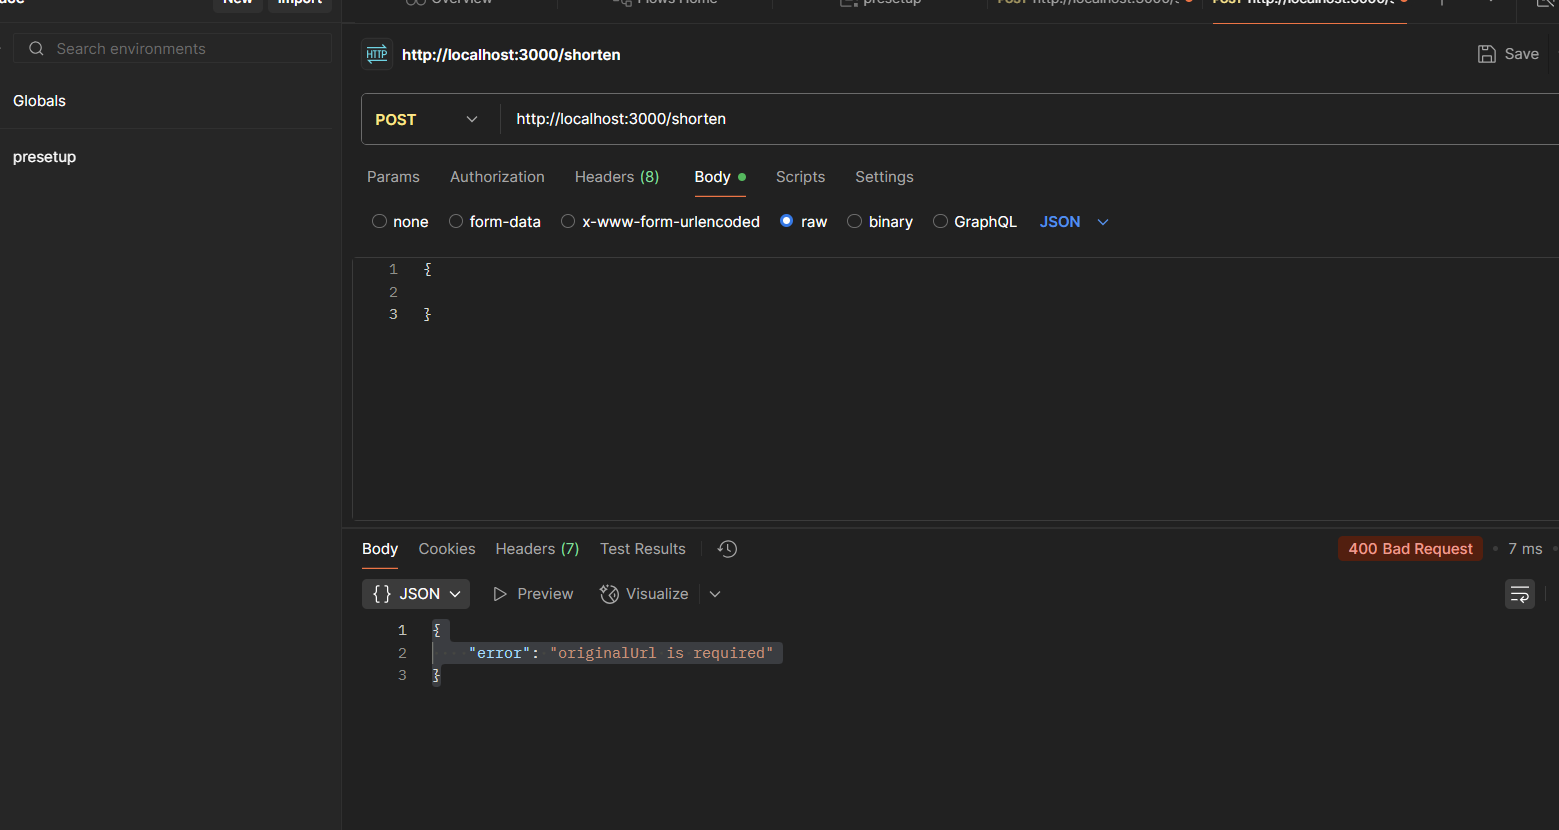 New Import
Overview
Flows Home
presetup
POST http://localhost:3000/s
POST http://localhost:3000/s
Search environments
Globals
presetup
HTTP http://localhost:3000/shorten
Save
POST http://localhost:3000/shorten
Params Authorization Headers (8) Body Scripts Settings
none form-data x-www-form-urlencoded raw binary GraphQL JSON
1 {
2
3 }
Body Cookies Headers (7) Test Results
400 Bad Request • 7 ms
{} JSON Preview Visualize
1 {
2 "error": "originalUrl is required"
3 }